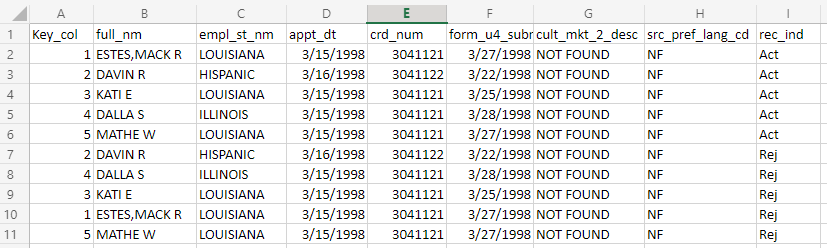 A B C D E F G H I
1 Key_col full_nm empl_st_nm appt_dt crd_num form_u4_subr cult_mkt_2_desc src_pref_lang_cd rec_ind
2 1 ESTES,MACK R LOUISIANA 3/15/1998 3041121 3/27/1998 NOT FOUND NF Act
3 2 DAVIN R HISPANIC 3/16/1998 3041122 3/22/1998 NOT FOUND NF Act
4 3 KATI E LOUISIANA 3/15/1998 3041121 3/25/1998 NOT FOUND NF Act
5 4 DALLA S ILLINOIS 3/15/1998 3041121 3/28/1998 NOT FOUND NF Act
6 5 MATHE W LOUISIANA 3/15/1998 3041121 3/27/1998 NOT FOUND NF Act
7 2 DAVIN R HISPANIC 3/16/1998 3041122 3/22/1998 NOT FOUND NF Rej
8 4 DALLA S ILLINOIS 3/15/1998 3041121 3/28/1998 NOT FOUND NF Rej
9 3 KATI E LOUISIANA 3/15/1998 3041121 3/25/1998 NOT FOUND NF Rej
10 1 ESTES,MACK R LOUISIANA 3/15/1998 3041121 3/27/1998 NOT FOUND NF Rej
11 5 MATHE W LOUISIANA 3/15/1998 3041121 3/27/1998 NOT FOUND NF Rej